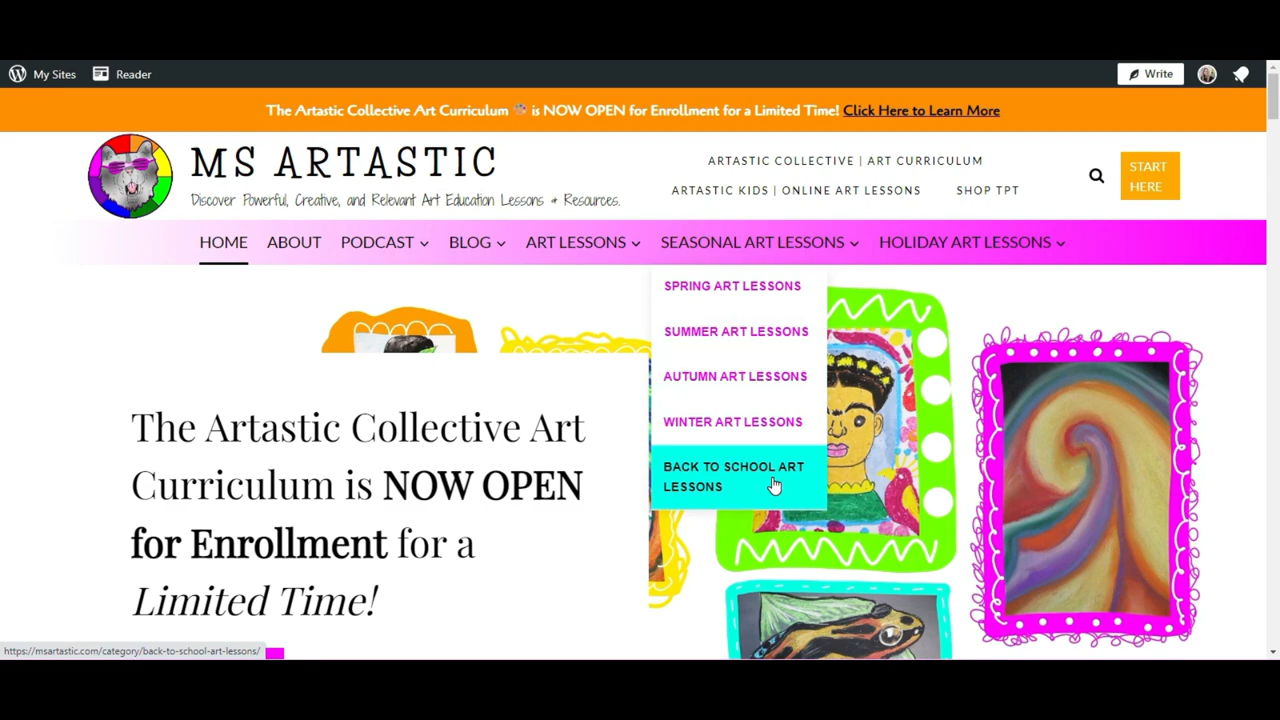 My Sites
Reader
Write
The Artastic Collective Art Curriculum 🎨 is NOW OPEN for Enrollment for a Limited Time! Click Here to Learn More
MS ARTASTIC
Discover Powerful, Creative, and Relevant Art Education Lessons & Resources.
ARTASTIC COLLECTIVE | ART CURRICULUM
ARTASTIC KIDS | ONLINE ART LESSONS
SHOP TPT
START
HERE
HOME
ABOUT
PODCAST
BLOG
ART LESSONS
SEASONAL ART LESSONS
HOLIDAY ART LESSONS
SPRING ART LESSONS
SUMMER ART LESSONS
AUTUMN ART LESSONS
WINTER ART LESSONS
BACK TO SCHOOL ART
LESSONS
The Artastic Collective Art
Curriculum is NOW OPEN
for Enrollment for a
Limited Time!
https://msartastic.com/category/back-to-school-art-lessons/